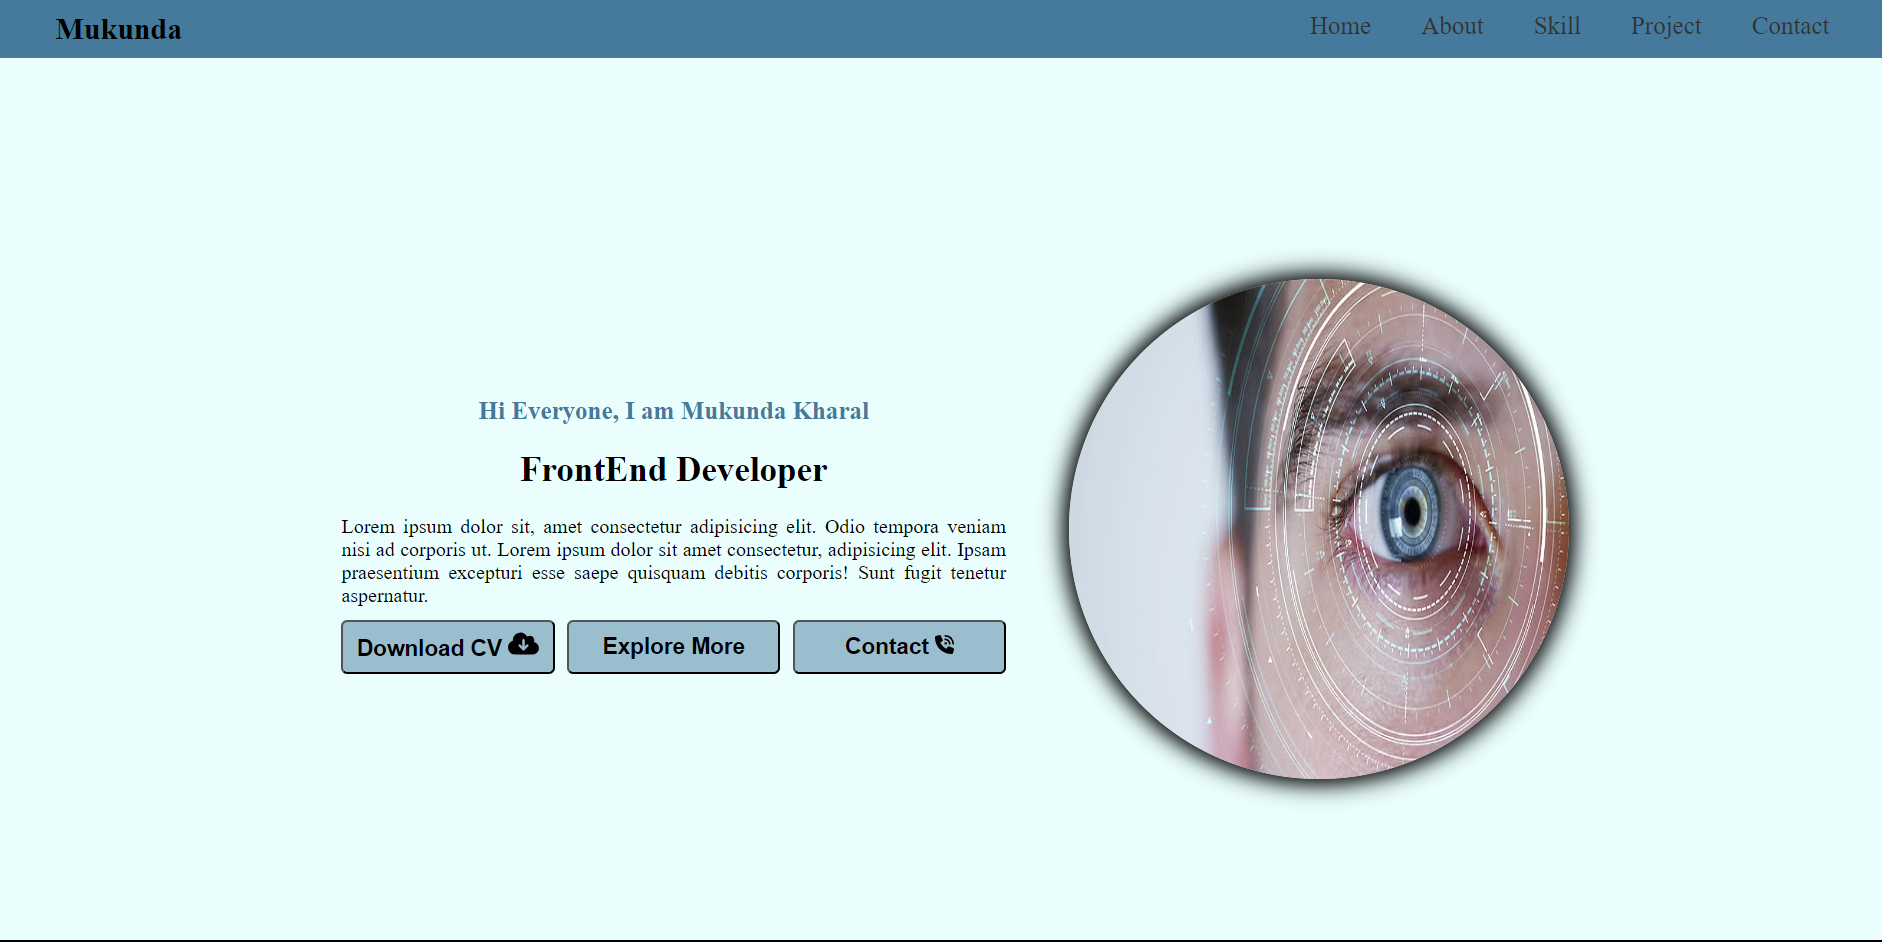 Mukunda
Home About Skill Project Contact
Hi Everyone, I am Mukunda Kharal
FrontEnd Developer
Lorem ipsum dolor sit, amet consectetur adipisicing elit. Odio tempora veniam
nisi ad corporis ut. Lorem ipsum dolor sit amet consectetur, adipisicing elit. Ipsam
praesentium excepturi esse saepe quisquam debitis corporis! Sunt fugit tenetur
aspernatur.
Download CV Explore More Contact